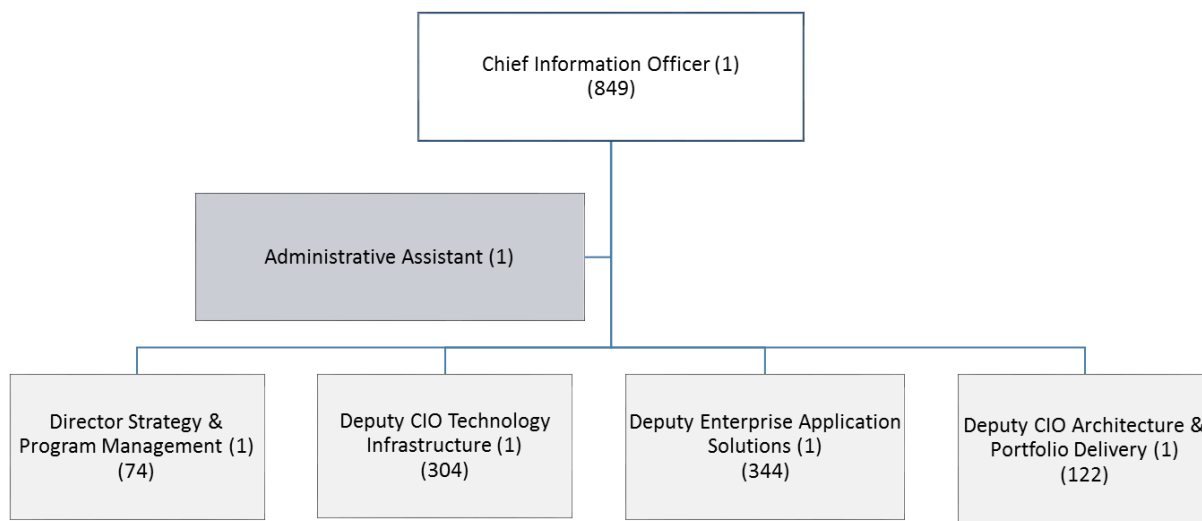 Chief Information Officer (1)
(849)
Administrative Assistant (1)
Director Strategy &
Program Management (1)
(74)
Deputy CIO Technology
Infrastructure (1)
(304)
Deputy Enterprise Application
Solutions (1)
(344)
Deputy CIO Architecture &
Portfolio Delivery (1)
(122)